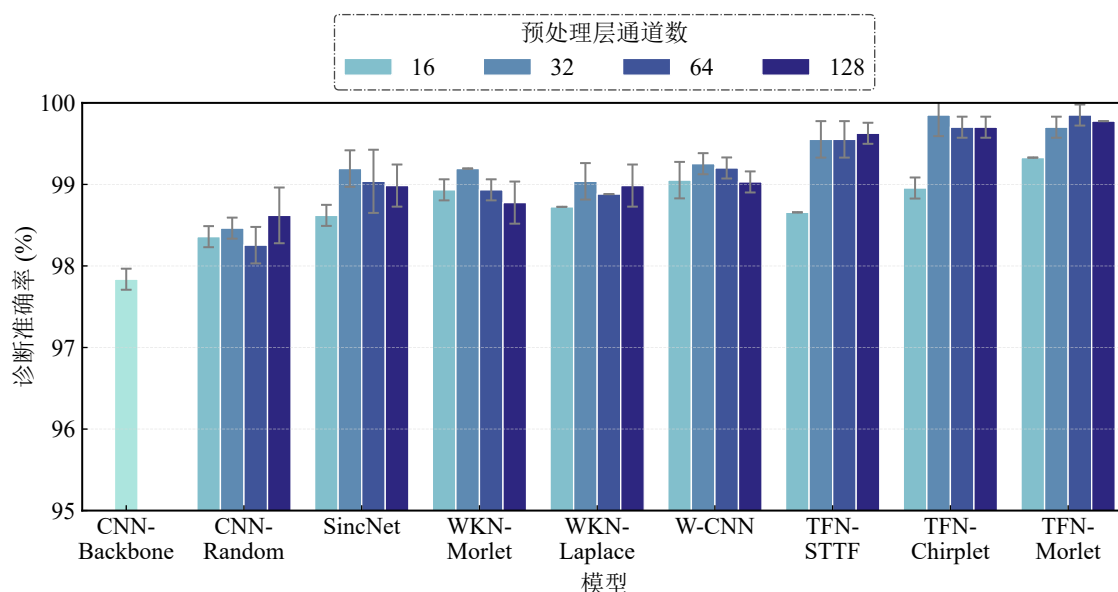 预处理层通道数
16 32 64 128
诊断准确率 (%)
100
99
98
97
96
95
CNN-Backbone
CNN-Random
SincNet
WKN-Morlet
WKN-Laplace
W-CNN
TFN-STTF
TFN-Chirplet
TFN-Morlet
模型